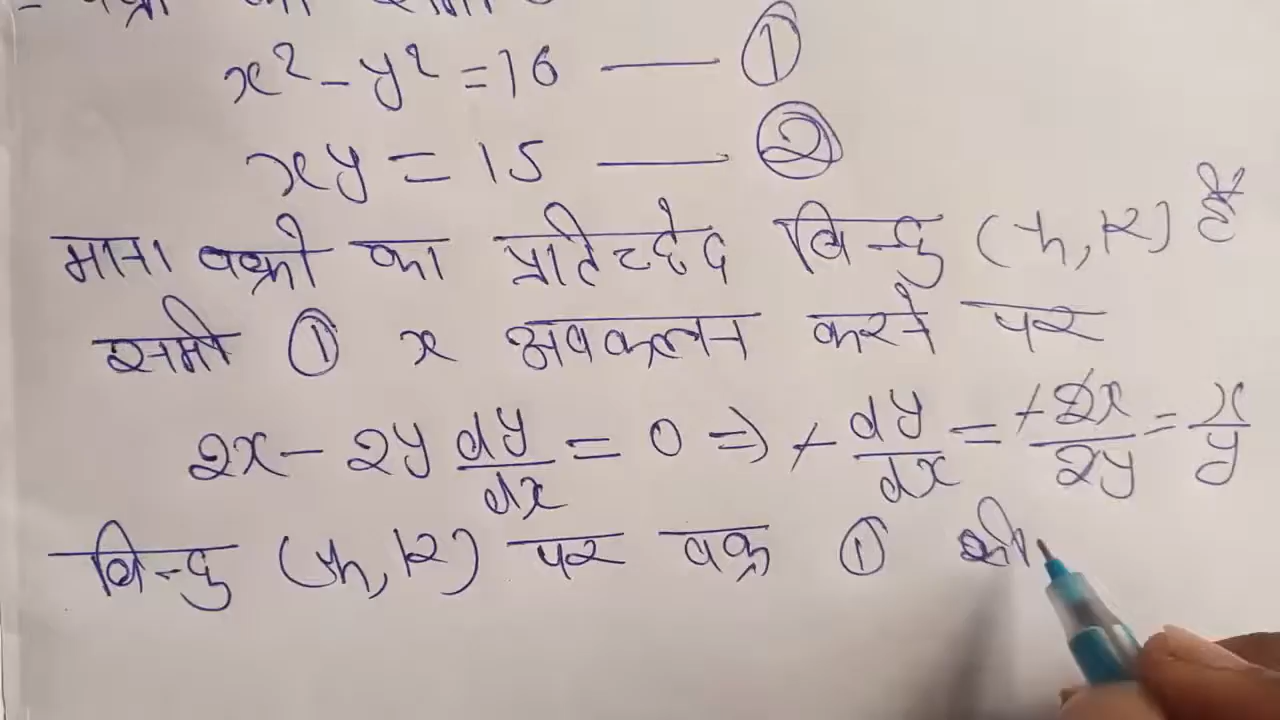 x² - y² = 16 —— ①
xy = 15 —— ②
माना वक्रो का प्रतिच्छेद बिन्दु (h, k) है
समी ① x अवकलन करने पर
2x - 2y dy/dx = 0 ⇒ - dy/dx = -2x/2y = x/y
बिन्दु (h, k) पर वक्र ① की